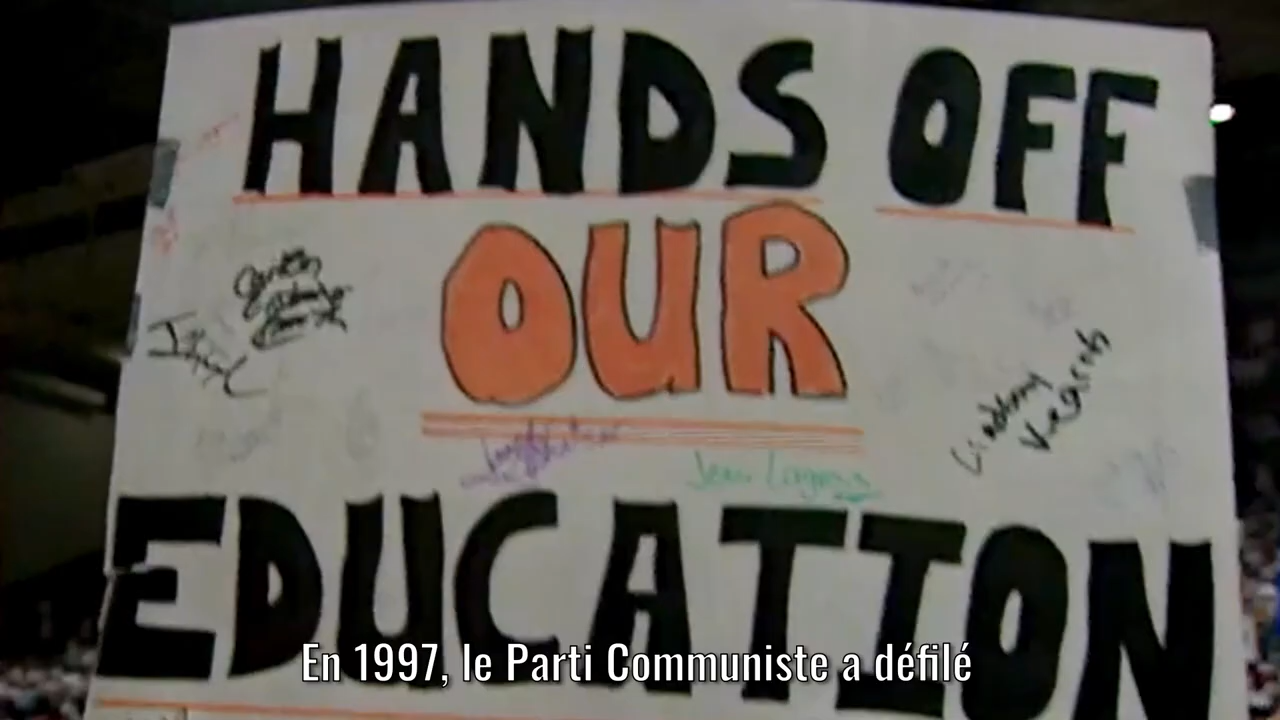 HANDS OFF
OUR
EDUCATION
En 1997, le Parti Communiste a défilé